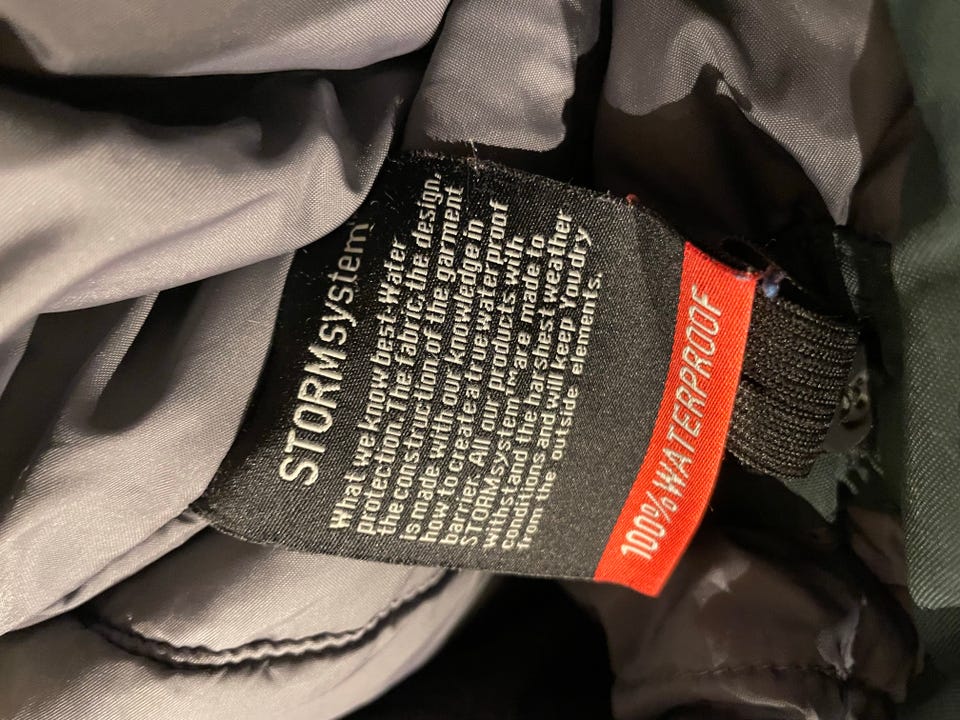 STORMsystem™
What we know best-Water
protection. The fabric, the design,
the construction of the garment
is made with our knowledge in
how to create a true waterproof
barrier. All our products with
STORMsystem™ are made to
withstand the harshest weather
conditions and will keep You dry
from the outside elements.
100% WATERPROOF